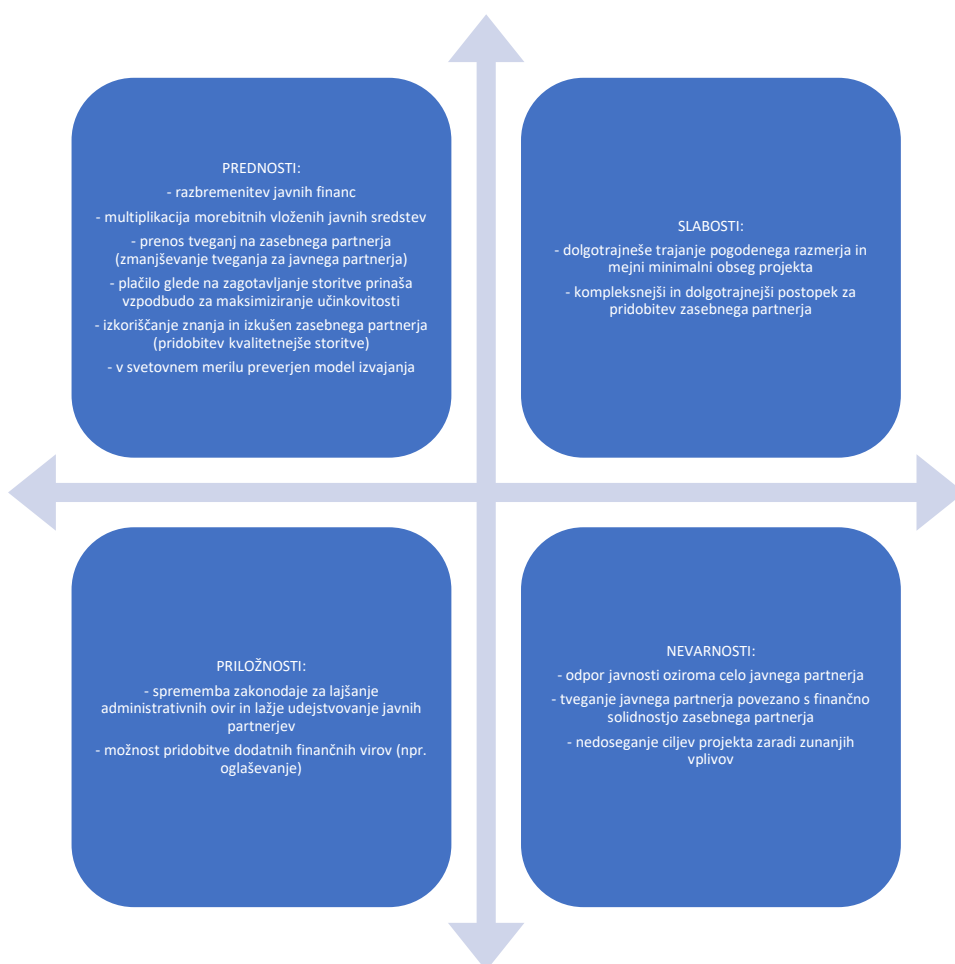 PREDNOSTI:
- razbremenitev javnih financ
- multiplikacija morebitnih vloženih javnih sredstev
- prenos tveganj na zasebnega partnerja
(zmanjševanje tveganja za javnega partnerja)
- plačilo glede na zagotavljanje storitve prinaša
vzpodbudo za maksimiziranje učinkovitosti
- izkoriščanje znanja in izkušen zasebnega partnerja
(pridobitev kvalitetnejše storitve)
- v svetovnem merilu preverjen model izvajanja
SLABOSTI:
- dolgotrajneše trajanje pogodenega razmerja in
mejni minimalni obseg projekta
- kompleksnejši in dolgotrajnejši postopek za
pridobitev zasebnega partnerja
PRILOŽNOSTI:
- sprememba zakonodaje za lajšanje
administrativnih ovir in lažje udejstvovanje javnih
partnerjev
- možnost pridobitve dodatnih finančnih virov (npr.
oglaševanje)
NEVARNOSTI:
- odpor javnosti oziroma celo javnega partnerja
- tveganje javnega partnerja povezano s finančno
solidnostjo zasebnega partnerja
- nedoseganje ciljev projekta zaradi zunanjih
vplivov